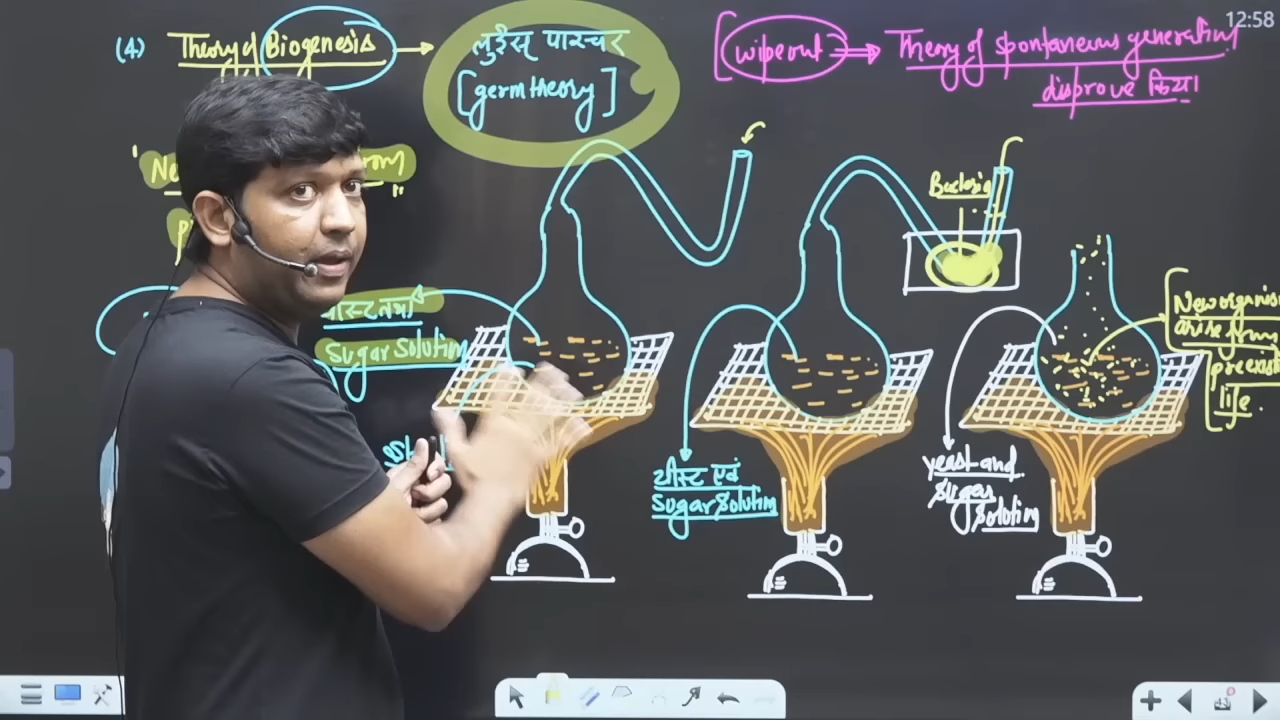 (4) Theory of Biogenesis
लुईस् पास्चर
[germ theory]
[wipeout
Theory of spontaneous generation
disprove किया।
12:58
Bacteria
Sugar Solution
यीस्ट एवं
Sugar Solution
yeast and
Sugar
Solution
New organis
arise from
preexist
life.